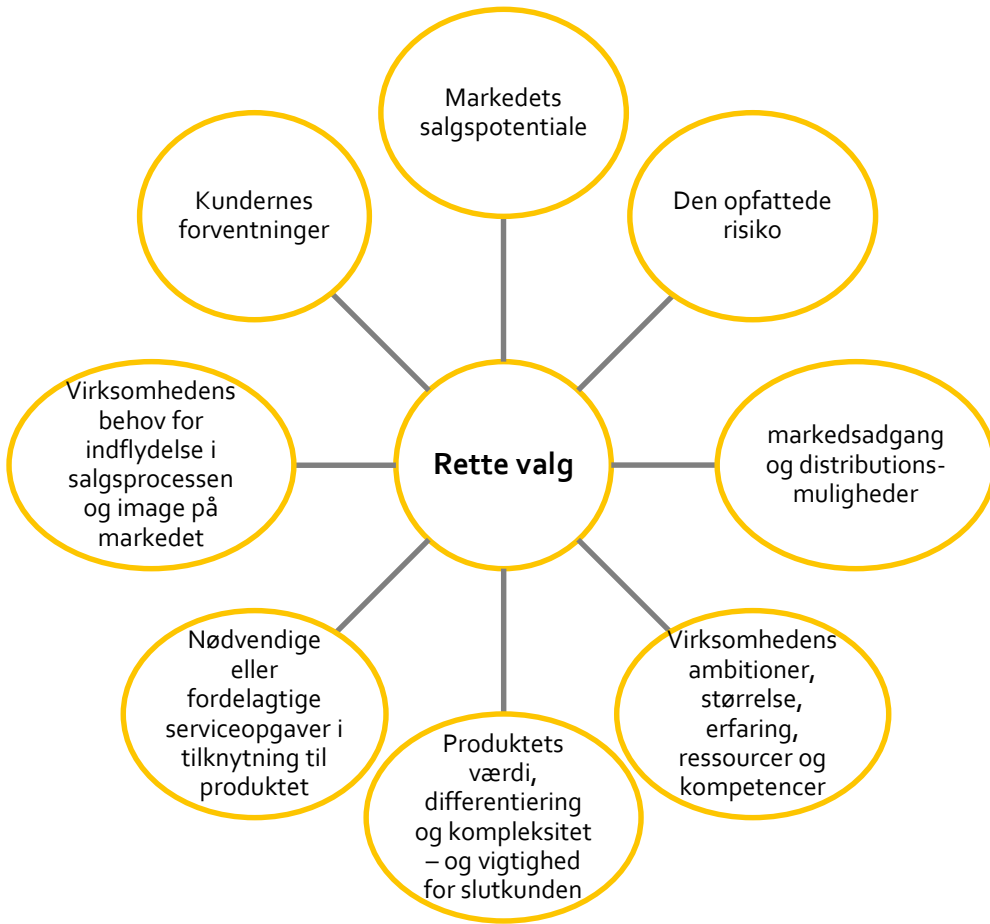 Markedets
salgspotentiale
Den opfattede
risiko
markedsadgang
og distributions-
muligheder
Virksomhedens
ambitioner,
størrelse,
erfaring,
ressourcer og
kompetencer
Produktets
værdi,
differentiering
og kompleksitet
– og vigtighed
for slutkunden
Nødvendige
eller
fordelagtige
serviceopgaver i
tilknytning til
produktet
Virksomhedens
behov for
indflydelse i
salgsprocessen
og image på
markedet
Kundernes
forventninger
Rette valg